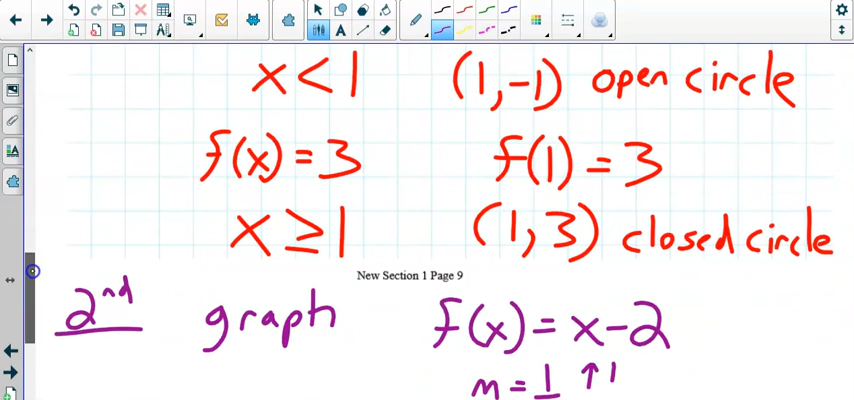 x < 1 (1, -1) open circle
f(x) = 3 f(1) = 3
x ≥ 1 (1, 3) closed circle
New Section 1 Page 9
2nd graph f(x) = x - 2
m = 1 ↑ 1